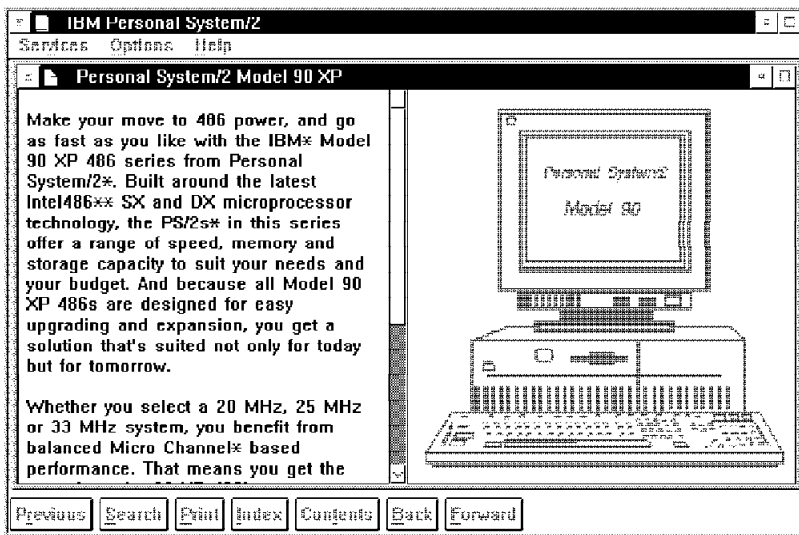 IBM Personal System/2
Services Options Help
Personal System/2 Model 90 XP
Make your move to 486 power, and go
as fast as you like with the IBM* Model
90 XP 486 series from Personal
System/2*. Built around the latest
Intel486** SX and DX microprocessor
technology, the PS/2s* in this series
offer a range of speed, memory and
storage capacity to suit your needs and
your budget. And because all Model 90
XP 486s are designed for easy
upgrading and expansion, you get a
solution that's suited not only for today
but for tomorrow.
Whether you select a 20 MHz, 25 MHz
or 33 MHz system, you benefit from
balanced Micro Channel* based
performance. That means you get the
Personal System/2
Model 90
Previous Search Print Index Contents Back Forward